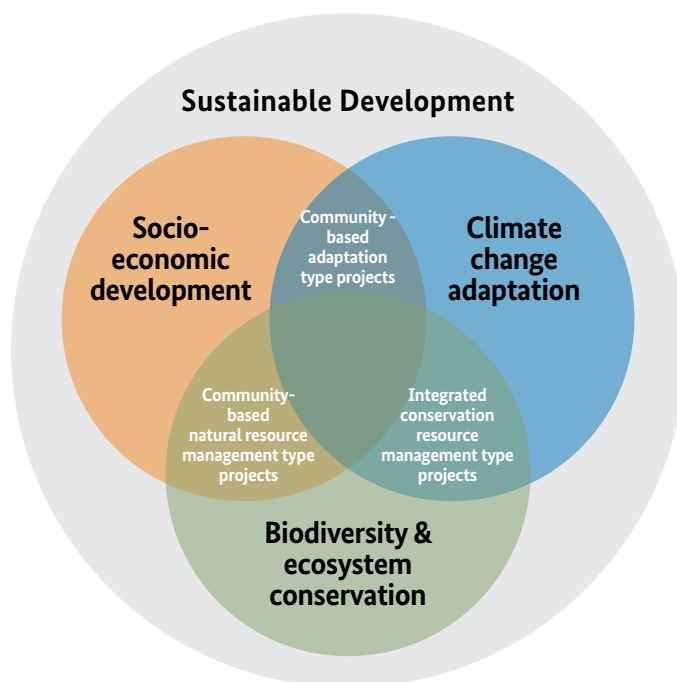 Sustainable Development
Socio-
economic
development
Community -
based
adaptation
type projects
Climate
change
adaptation
Community-
based
natural resource
management type
projects
Integrated
conservation
resource
management type
projects
Biodiversity &
ecosystem
conservation